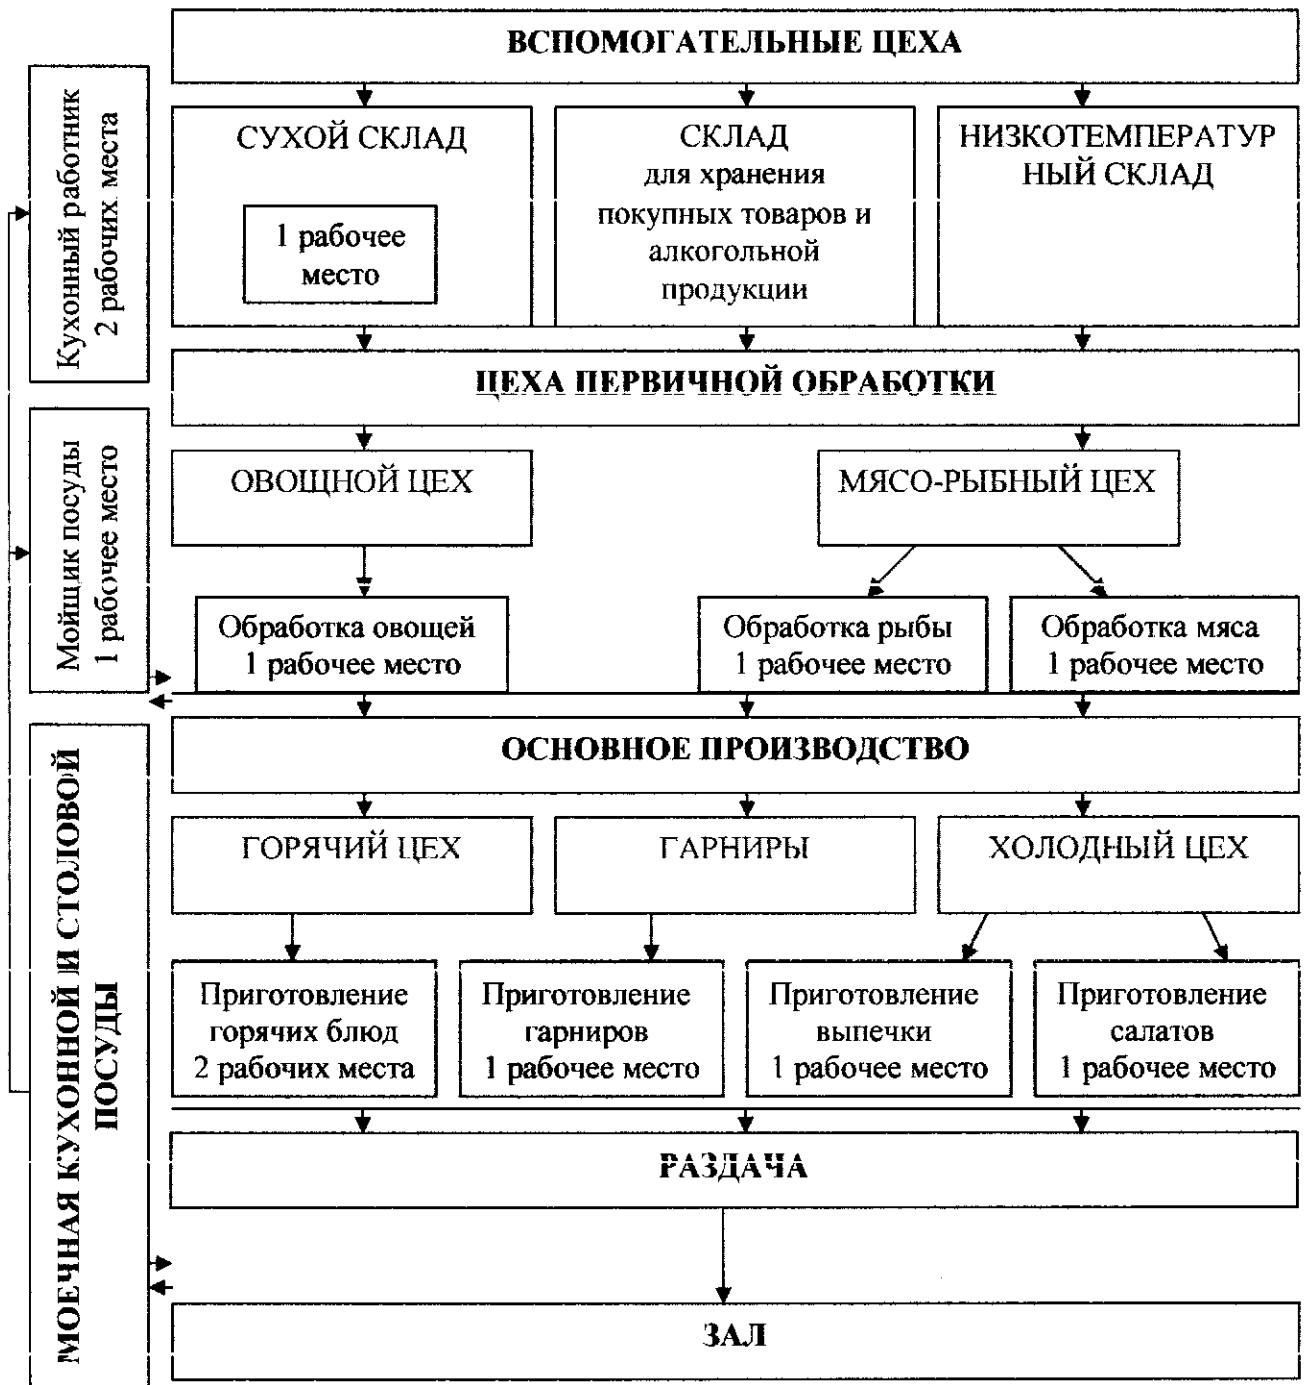 ВСПОМОГАТЕЛЬНЫЕ ЦЕХА
Кухонный работник
2 рабочих места
СУХОЙ СКЛАД
1 рабочее
место
СКЛАД
для хранения
покупных товаров и
алкогольной
продукции
НИЗКОТЕМПЕРАТУР
НЫЙ СКЛАД
ЦЕХА ПЕРВИЧНОЙ ОБРАБОТКИ
Мойщик посуды
1 рабочее место
ОВОЩНОЙ ЦЕХ
МЯСО-РЫБНЫЙ ЦЕХ
Обработка овощей
1 рабочее место
Обработка рыбы
1 рабочее место
Обработка мяса
1 рабочее место
ОСНОВНОЕ ПРОИЗВОДСТВО
МОЕЧНАЯ КУХОННОЙ И СТОЛОВОЙ
ПОСУДЫ
ГОРЯЧИЙ ЦЕХ
ГАРНИРЫ
ХОЛОДНЫЙ ЦЕХ
Приготовление
горячих блюд
2 рабочих места
Приготовление
гарниров
1 рабочее место
Приготовление
выпечки
1 рабочее место
Приготовление
салатов
1 рабочее место
РАЗДАЧА
ЗАЛ